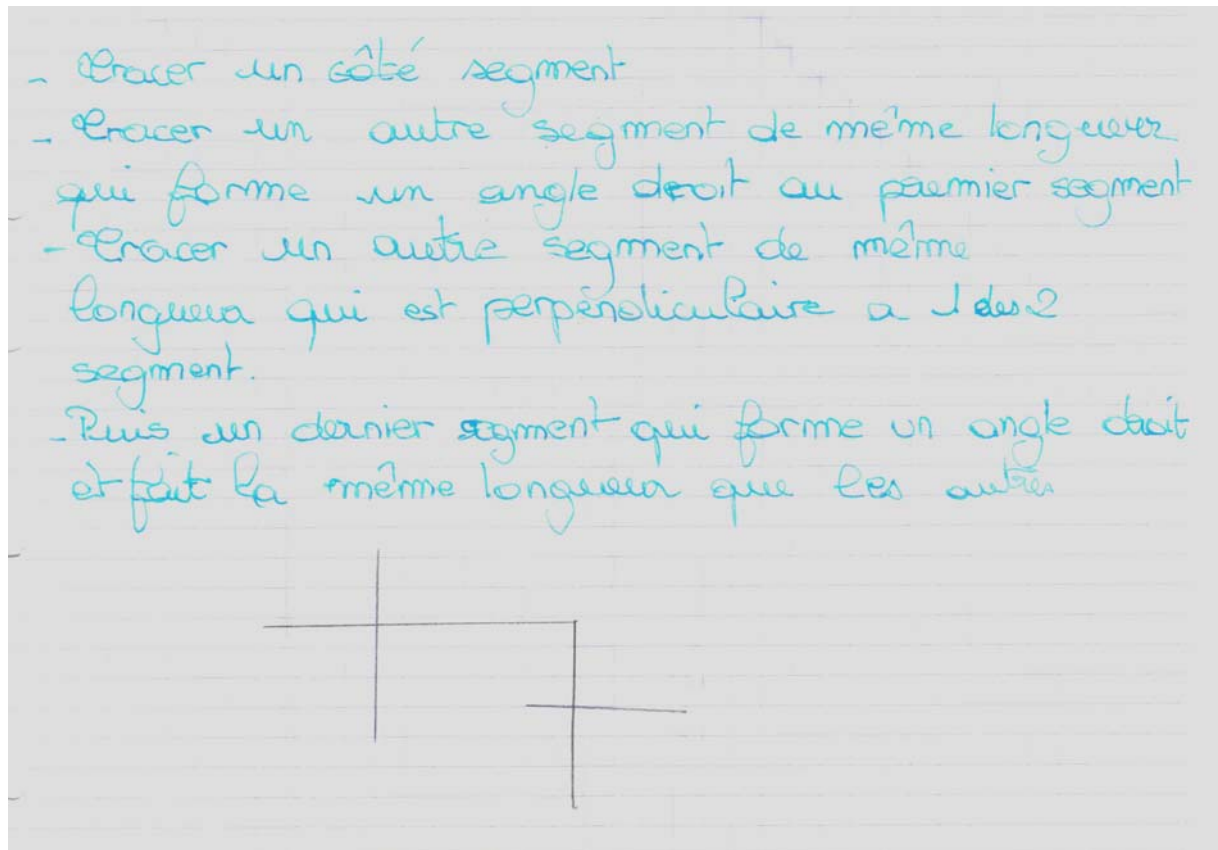 - Tracer un côté segment
- Tracer un autre segment de même longueur
qui forme un angle droit au premier segment
- Tracer un autre segment de même
longueur qui est perpendiculaire a 1 des 2
segment.
- Puis un dernier segment qui forme un angle droit
et fait la même longueur que les autres